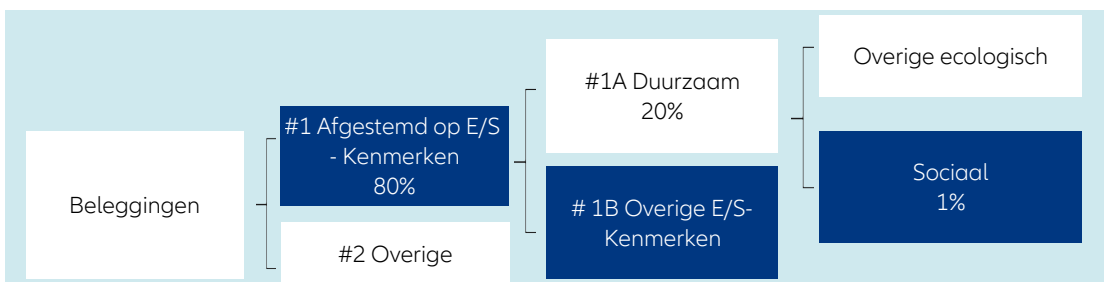 Beleggingen
#1 Afgestemd op E/S
- Kenmerken
80%
#2 Overige
#1A Duurzaam
20%
# 1B Overige E/S-
Kenmerken
Overige ecologisch
Sociaal
1%